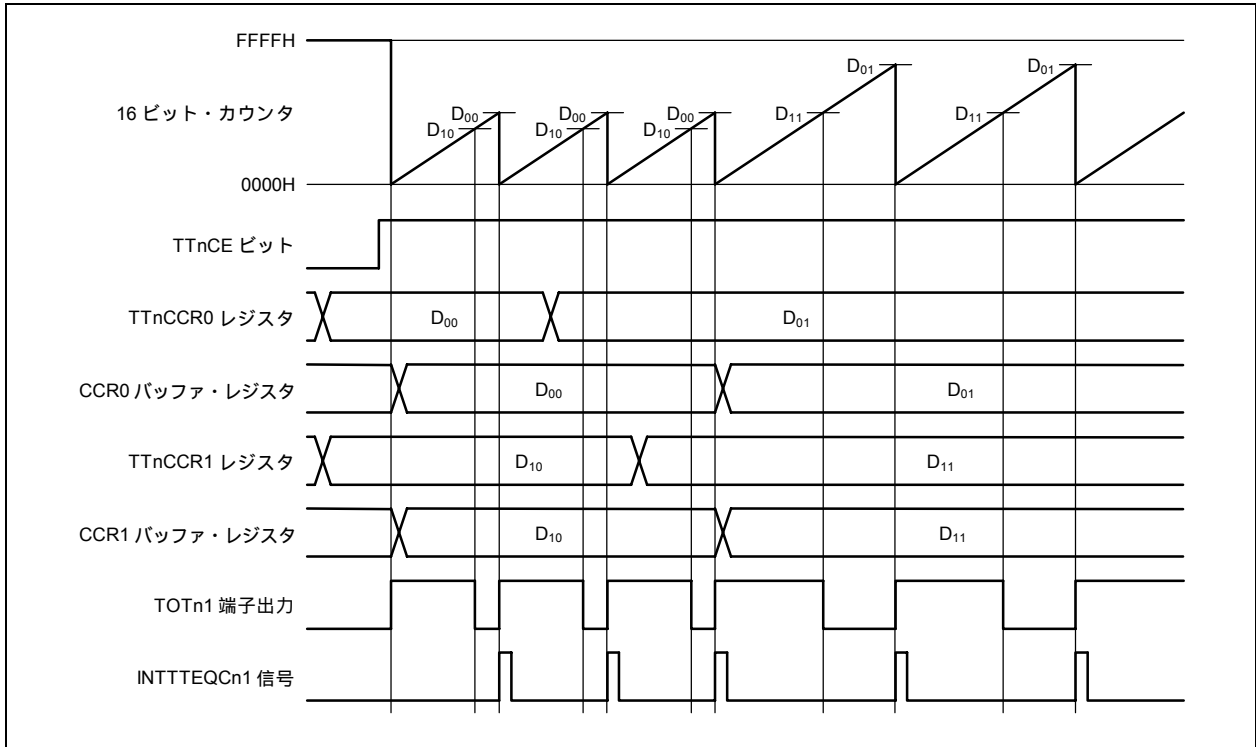 FFFFH
D₀₁ D₀₁
16 ビット・カウンタ D₀₀ D₀₀ D₀₀ D₁₁ D₁₁
D₁₀ D₁₀ D₁₀
0000H
TTnCE ビット
TTnCCR0 レジスタ D₀₀ D₀₁
CCR0 バッファ・レジスタ D₀₀ D₀₁
TTnCCR1 レジスタ D₁₀ D₁₁
CCR1 バッファ・レジスタ D₁₀ D₁₁
TOTn1 端子出力
INTTTEQCn1 信号